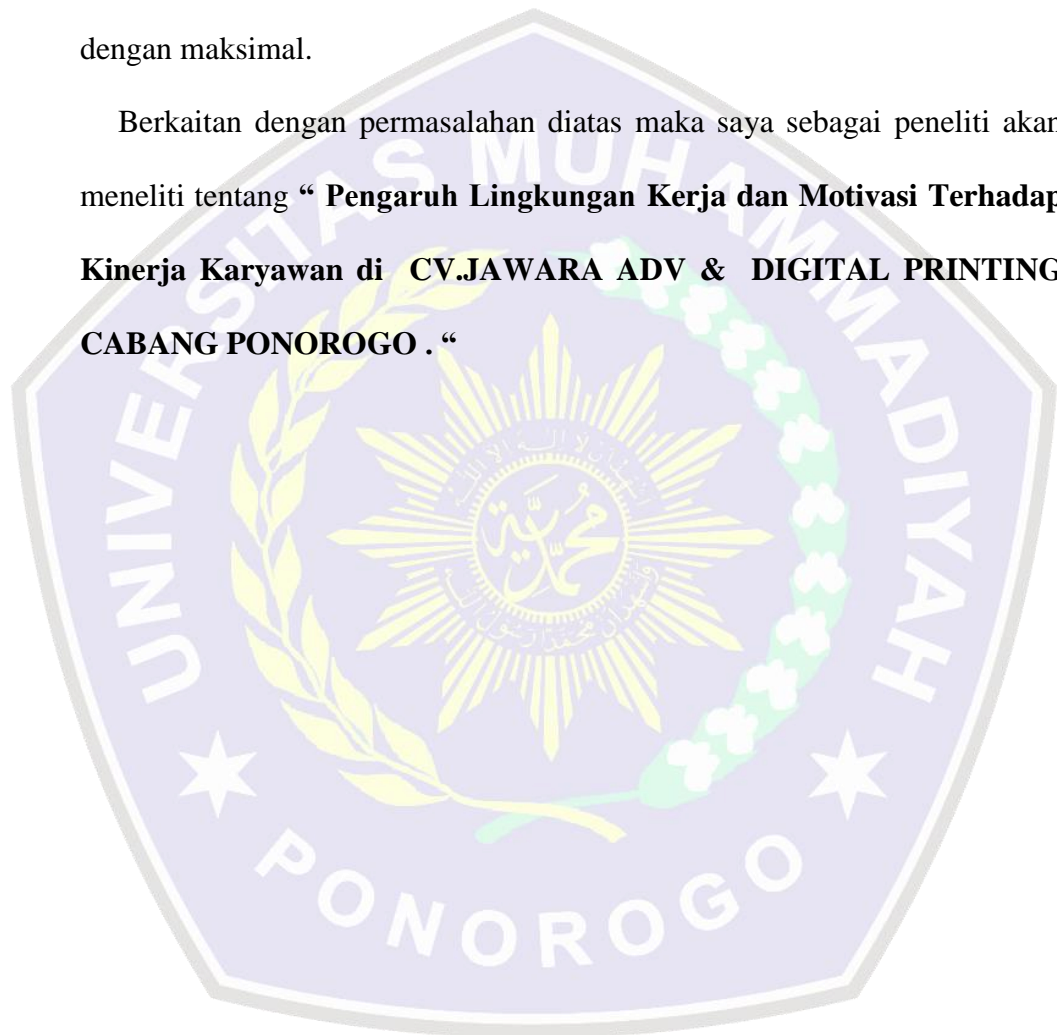 dengan maksimal.
Berkaitan dengan permasalahan diatas maka saya sebagai peneliti akan
meneliti tentang “ Pengaruh Lingkungan Kerja dan Motivasi Terhadap
Kinerja Karyawan di CV.JAWARA ADV & DIGITAL PRINTING
CABANG PONOROGO . “
UNIVERSITAS MUHAMMADIYAH
PONOROGO
محمدية